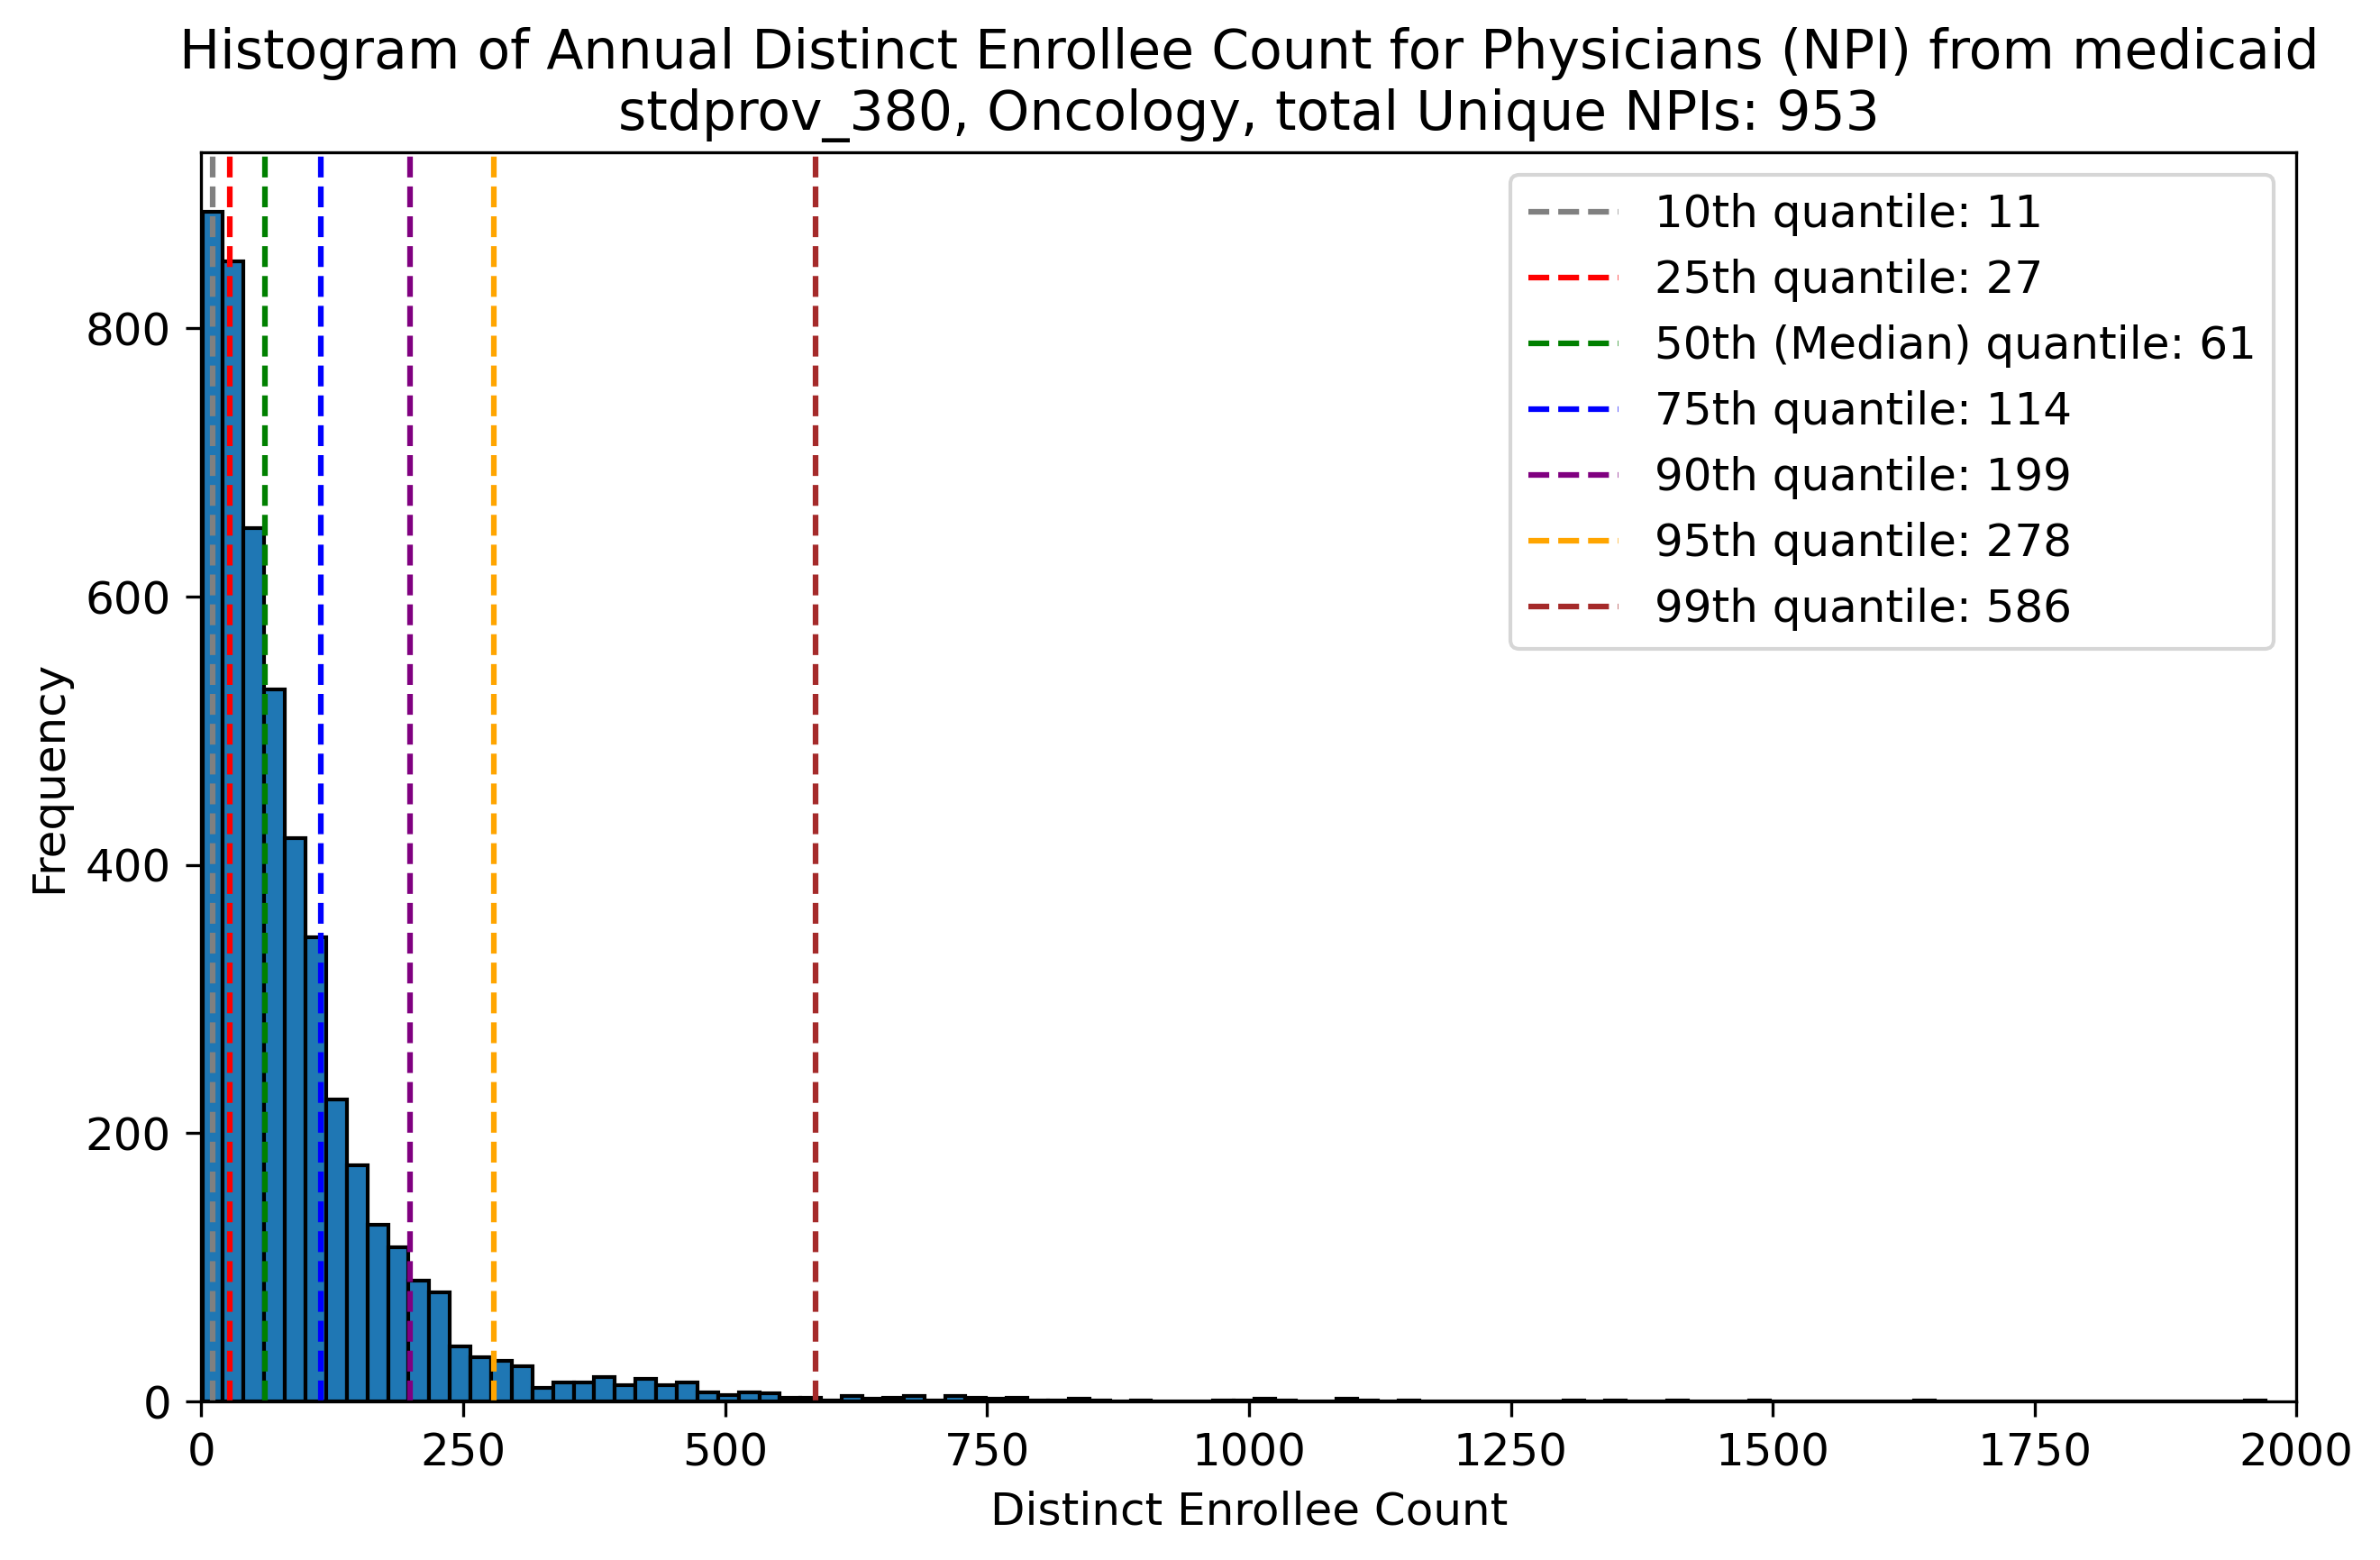 Histogram of Annual Distinct Enrollee Count for Physicians (NPI) from medicaid
stdprov_380, Oncology, total Unique NPIs: 953
10th quantile: 11
25th quantile: 27
50th (Median) quantile: 61
75th quantile: 114
90th quantile: 199
95th quantile: 278
99th quantile: 586
Frequency
800
600
400
200
0
0 250 500 750 1000 1250 1500 1750 2000
Distinct Enrollee Count